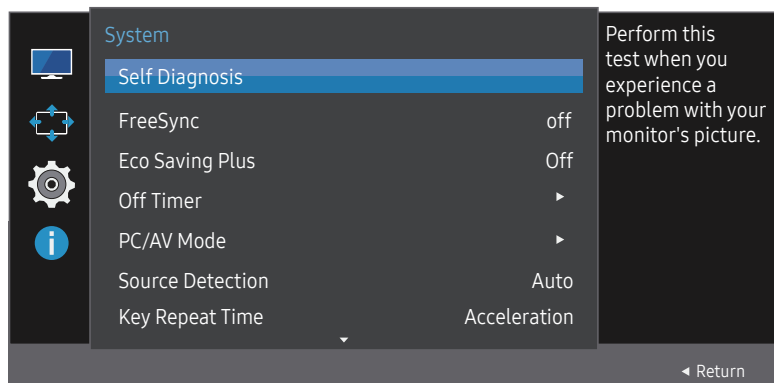 System
Self Diagnosis
FreeSync off
Eco Saving Plus Off
Off Timer
PC/AV Mode
Source Detection Auto
Key Repeat Time Acceleration
Perform this
test when you
experience a
problem with your
monitor's picture.
Return